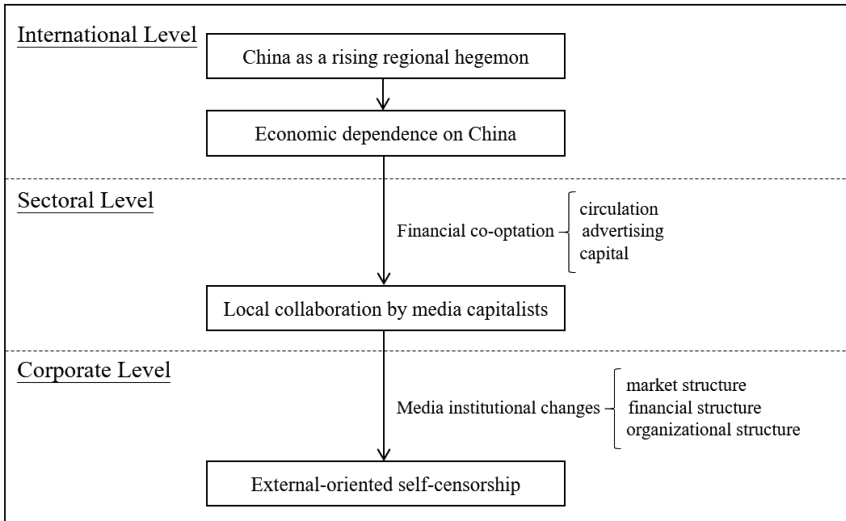 International Level
China as a rising regional hegemon
Economic dependence on China
Sectoral Level
Financial co-optation
circulation
advertising
capital
Local collaboration by media capitalists
Corporate Level
Media institutional changes
market structure
financial structure
organizational structure
External-oriented self-censorship